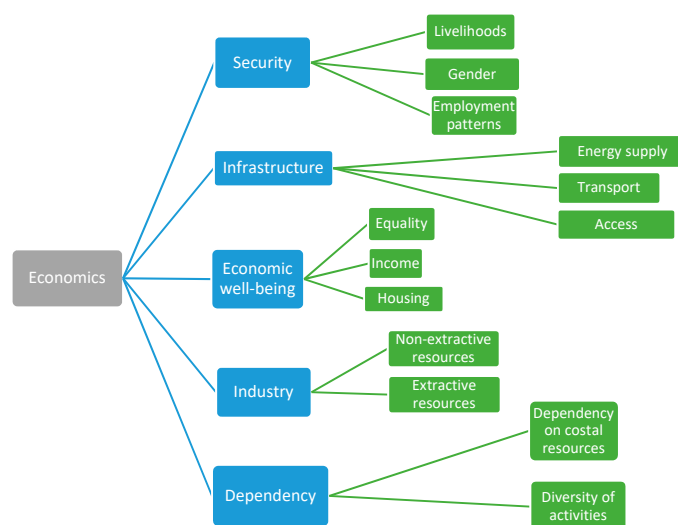 Economics
Security
Livelihoods
Gender
Employment
patterns
Infrastructure
Energy supply
Transport
Access
Economic
well-being
Equality
Income
Housing
Industry
Non-extractive
resources
Extractive
resources
Dependency
Dependency
on costal
resources
Diversity of
activities